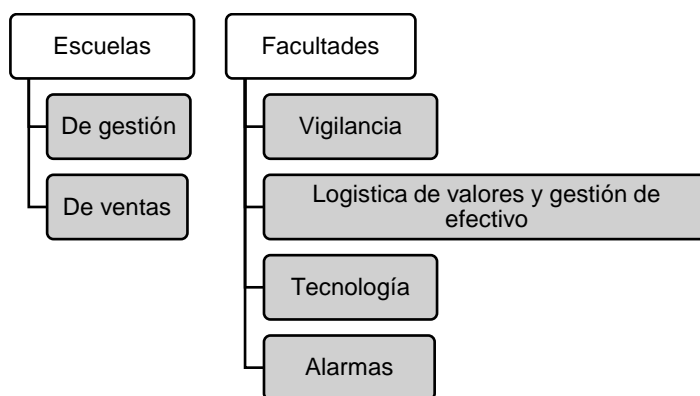 Escuelas
De gestión
De ventas
Facultades
Vigilancia
Logistica de valores y gestión de
efectivo
Tecnología
Alarmas